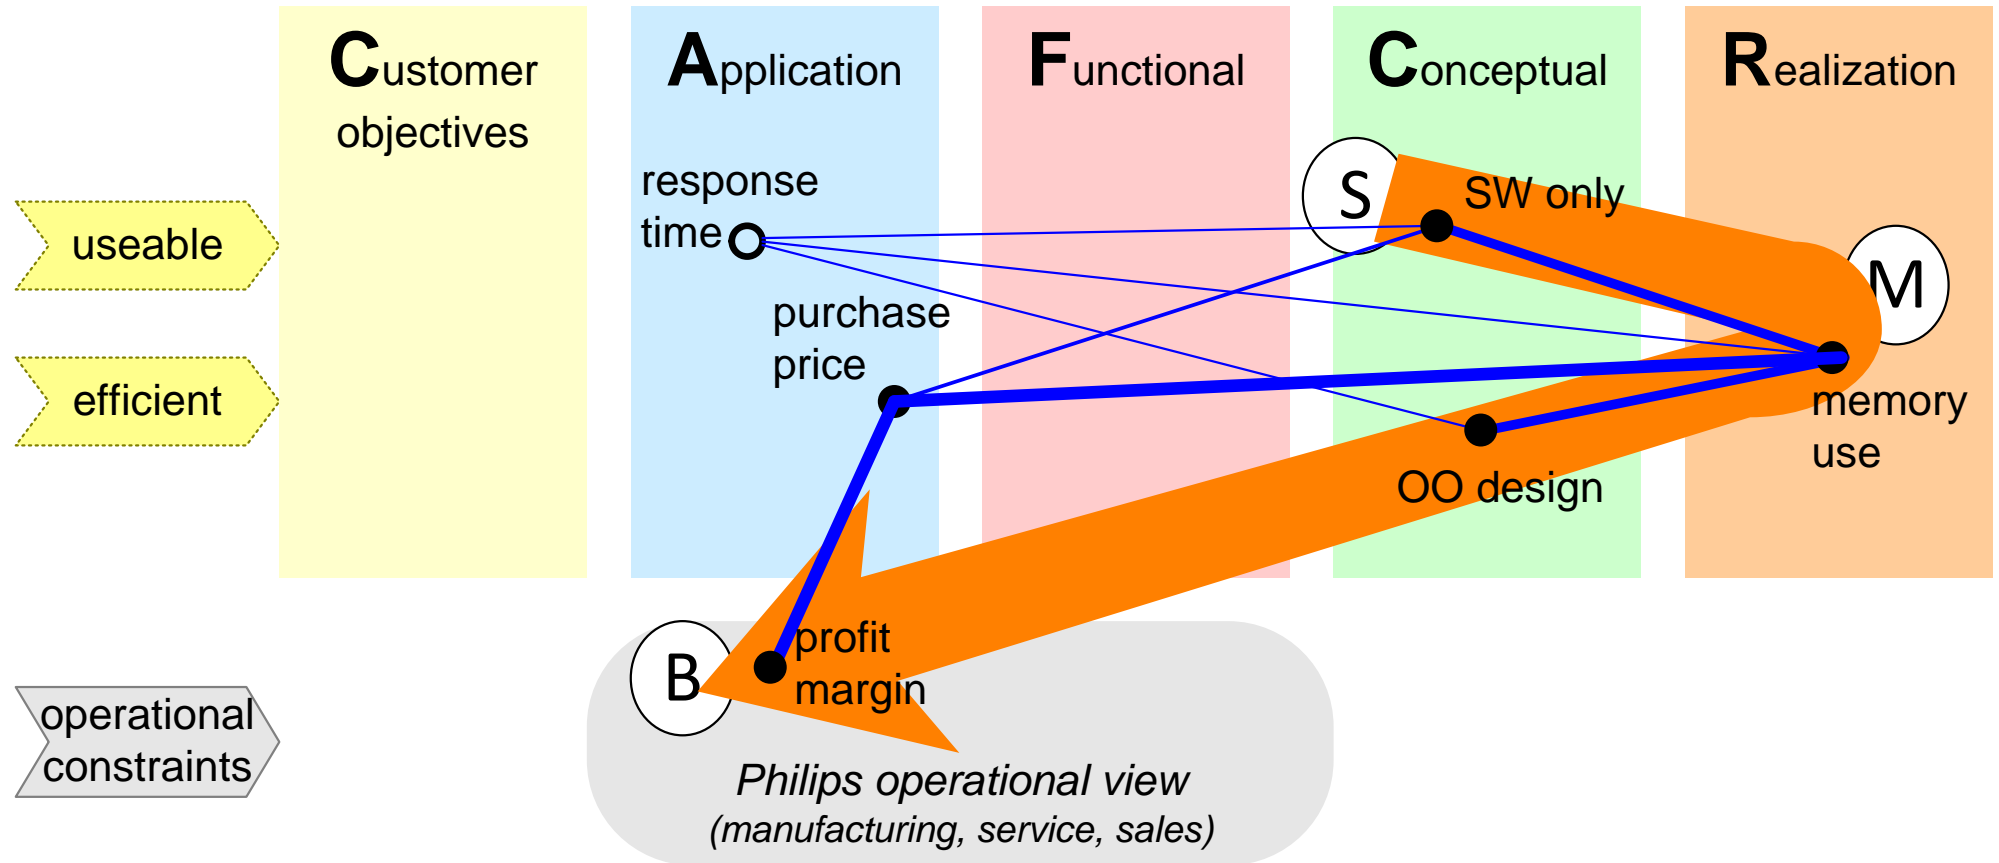 Customer
objectives
Application
Functional
Conceptual
Realization
response
time
S
SW only
M
useable
purchase
price
efficient
memory
use
OO design
B
profit
margin
operational
constraints
Philips operational view
(manufacturing, service, sales)